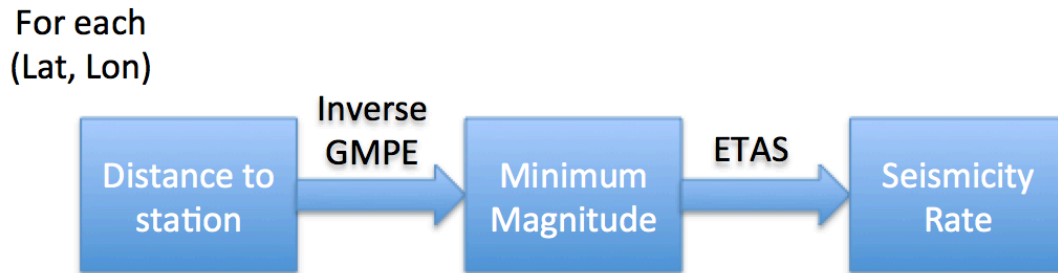 For each
(Lat, Lon)
Inverse
GMPE
ETAS
Distance to
station
Minimum
Magnitude
Seismicity
Rate